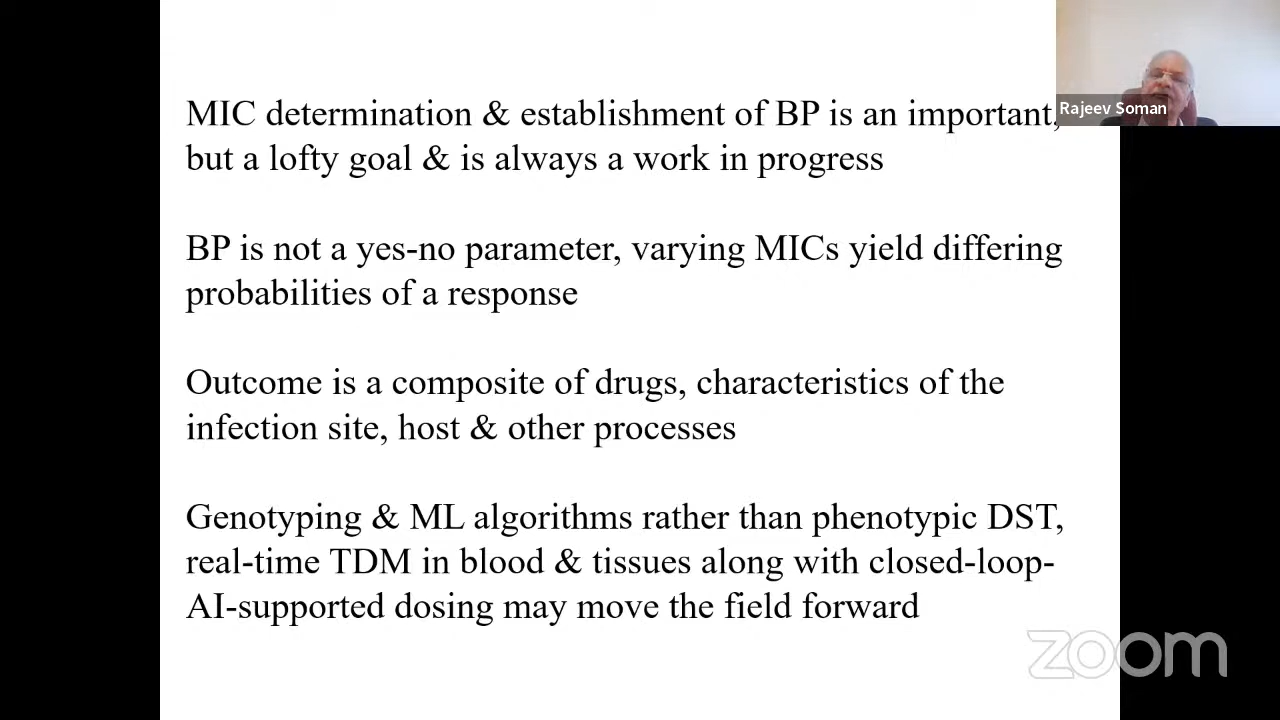 MIC determination & establishment of BP is an important,
but a lofty goal & is always a work in progress
BP is not a yes-no parameter, varying MICs yield differing
probabilities of a response
Outcome is a composite of drugs, characteristics of the
infection site, host & other processes
Genotyping & ML algorithms rather than phenotypic DST,
real-time TDM in blood & tissues along with closed-loop-
AI-supported dosing may move the field forward
Rajeev Soman
zoom